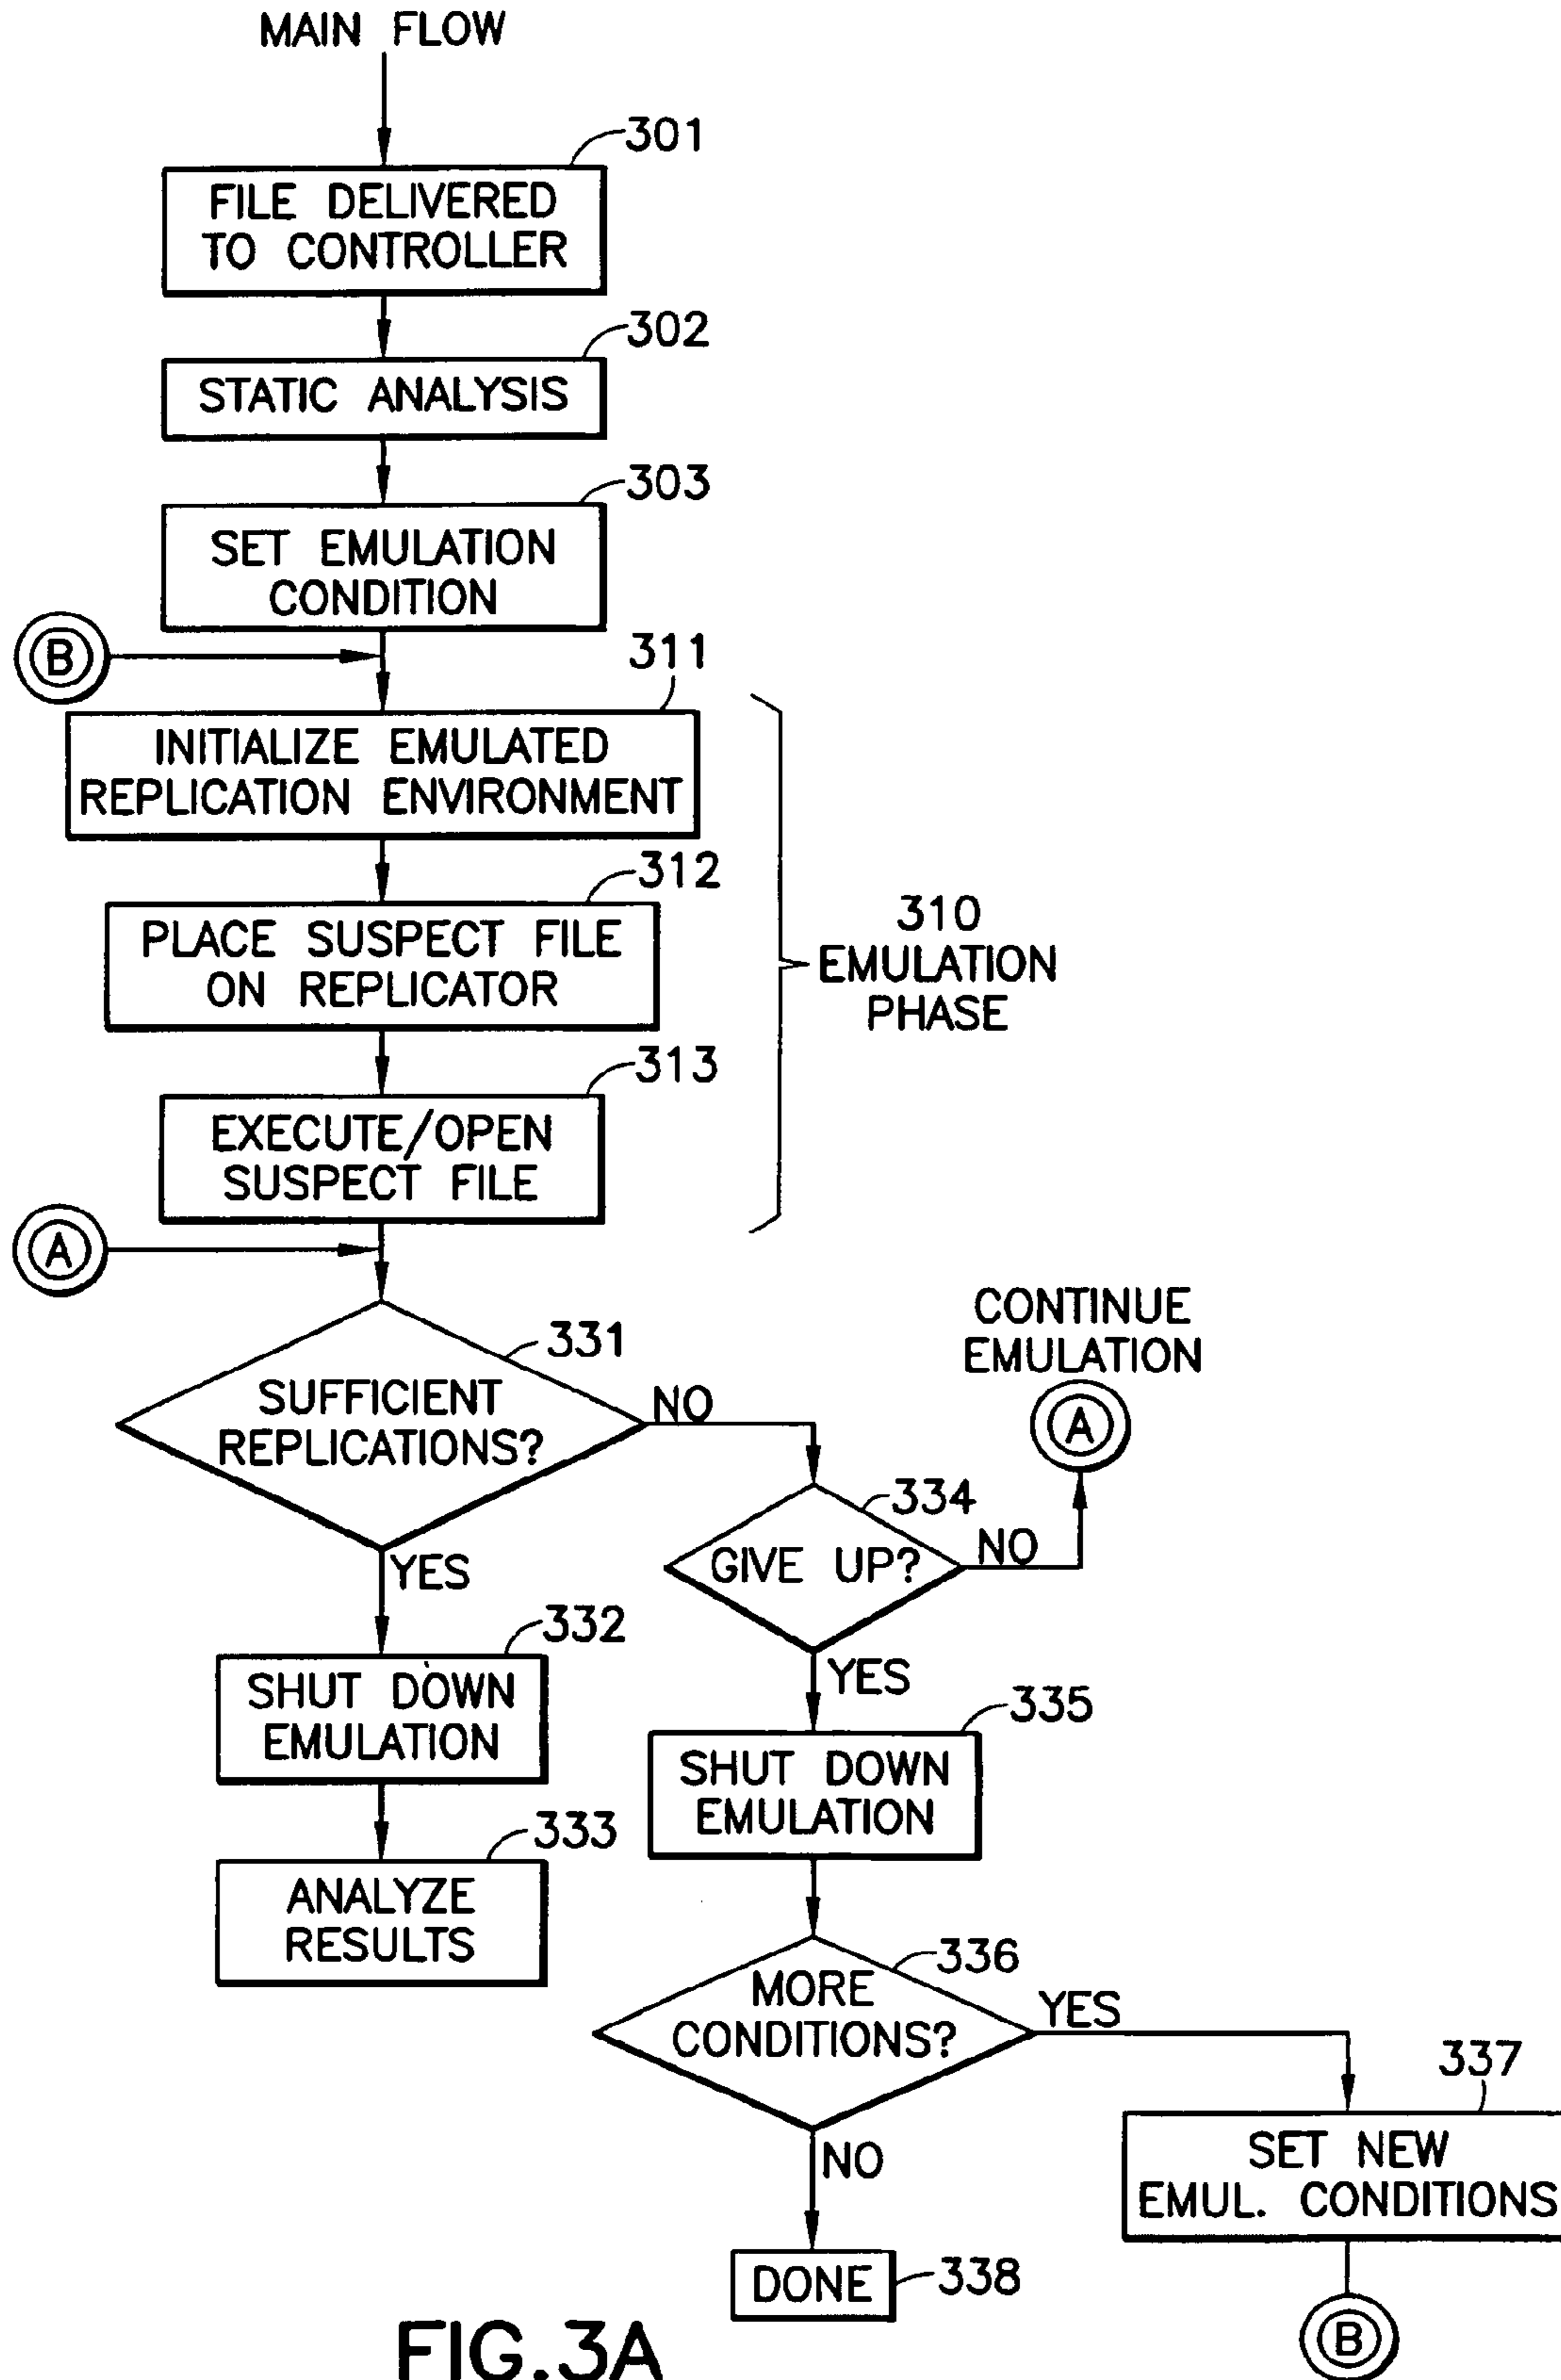 MAIN FLOW
301
FILE DELIVERED
TO CONTROLLER
302
STATIC ANALYSIS
303
SET EMULATION
CONDITION
B
311
INITIALIZE EMULATED
REPLICATION ENVIRONMENT
312
PLACE SUSPECT FILE
ON REPLICATOR
310
EMULATION
PHASE
313
EXECUTE/OPEN
SUSPECT FILE
A
CONTINUE
EMULATION
A
331
SUFFICIENT
REPLICATIONS?
NO
334
GIVE UP?
NO
YES
332
SHUT DOWN
EMULATION
YES
335
SHUT DOWN
EMULATION
333
ANALYZE
RESULTS
336
MORE
CONDITIONS?
YES
337
SET NEW
EMUL. CONDITIONS
NO
DONE
338
B
FIG.3A